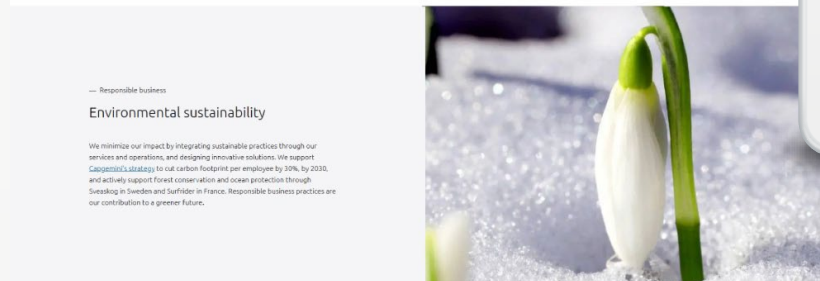 — Responsible business
Environmental sustainability
We minimize our impact by integrating sustainable practices through our
services and operations, and designing innovative solutions. We support
Capgemini's strategy to cut carbon footprint per employee by 30%, by 2030,
and actively support forest conservation and ocean protection through
Sveaskog in Sweden and Surfrider in France. Responsible business practices are
our contribution to a greener future.